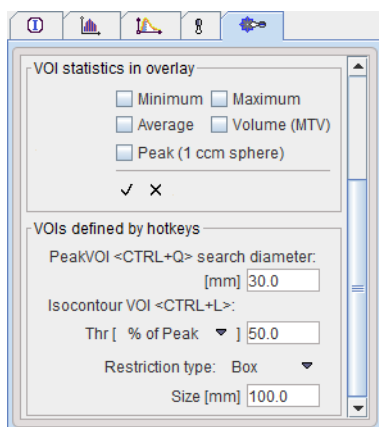 VOI statistics in overlay
Minimum Maximum
Average Volume (MTV)
Peak (1 ccm sphere)
VOIs defined by hotkeys
PeakVOI <CTRL+Q> search diameter:
[mm] 30.0
Isocontour VOI <CTRL+L>:
Thr [ % of Peak ] 50.0
Restriction type: Box
Size [mm] 100.0